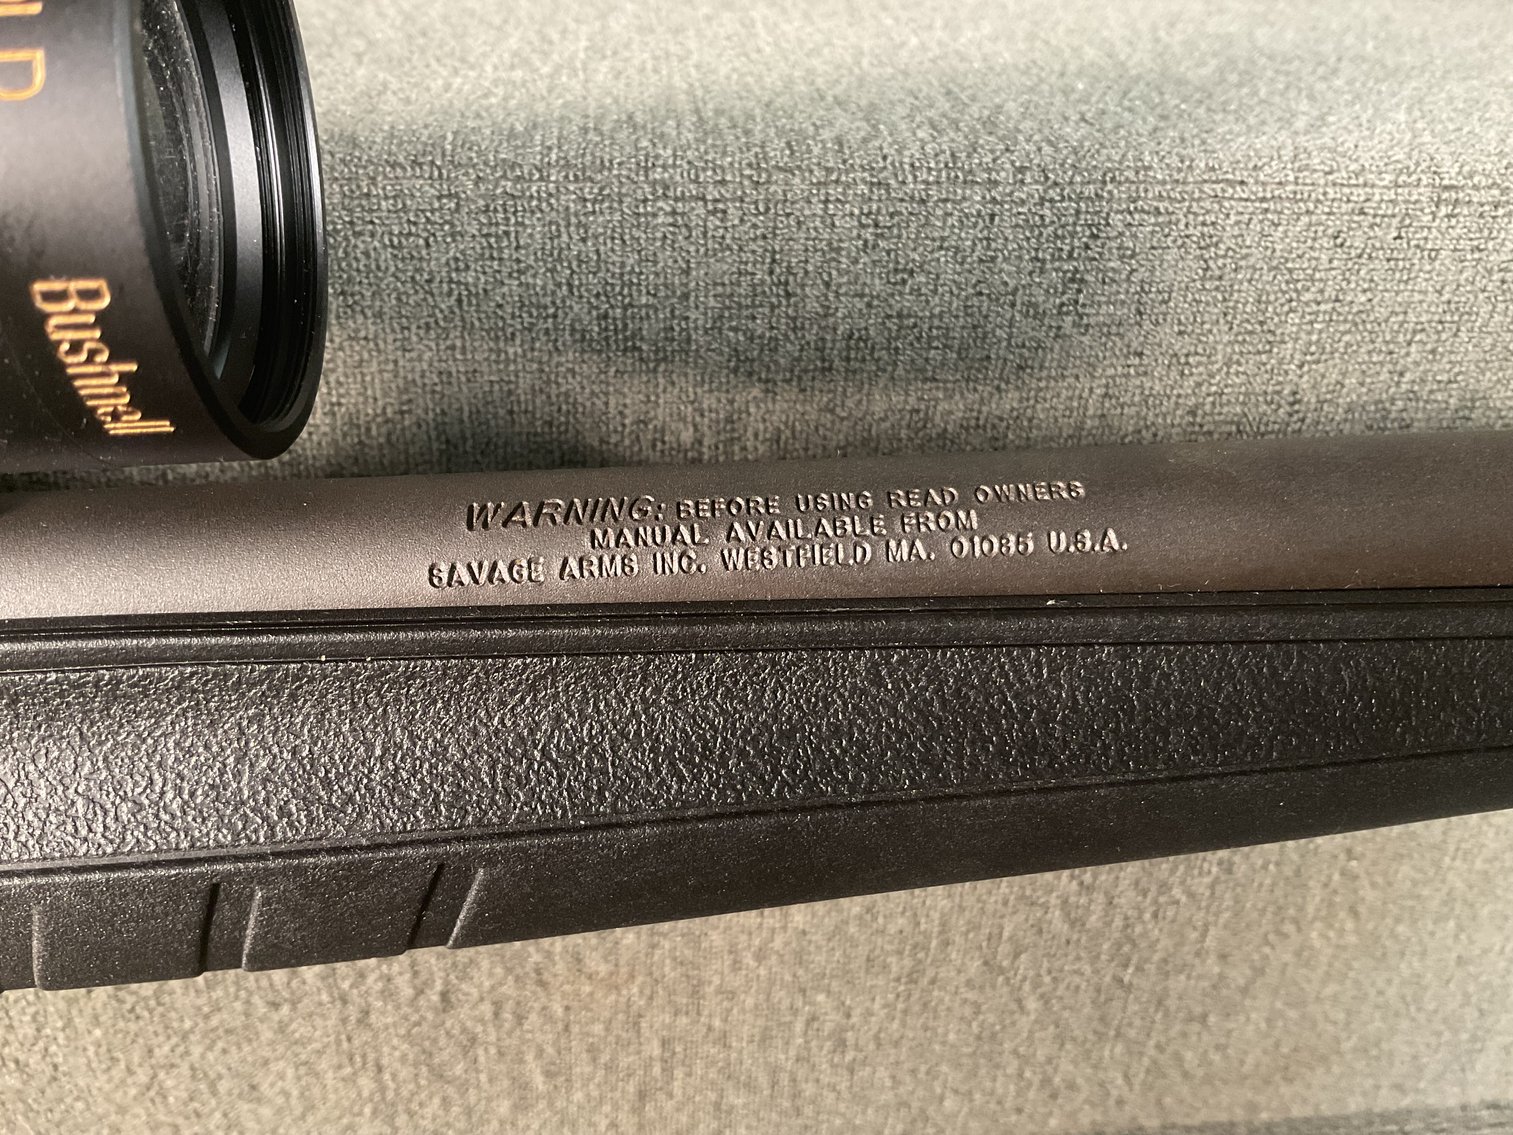 Bushnell
WARNING: BEFORE USING READ OWNERS
MANUAL AVAILABLE FROM
SAVAGE ARMS INC. WESTFIELD MA. 01085 U.S.A.